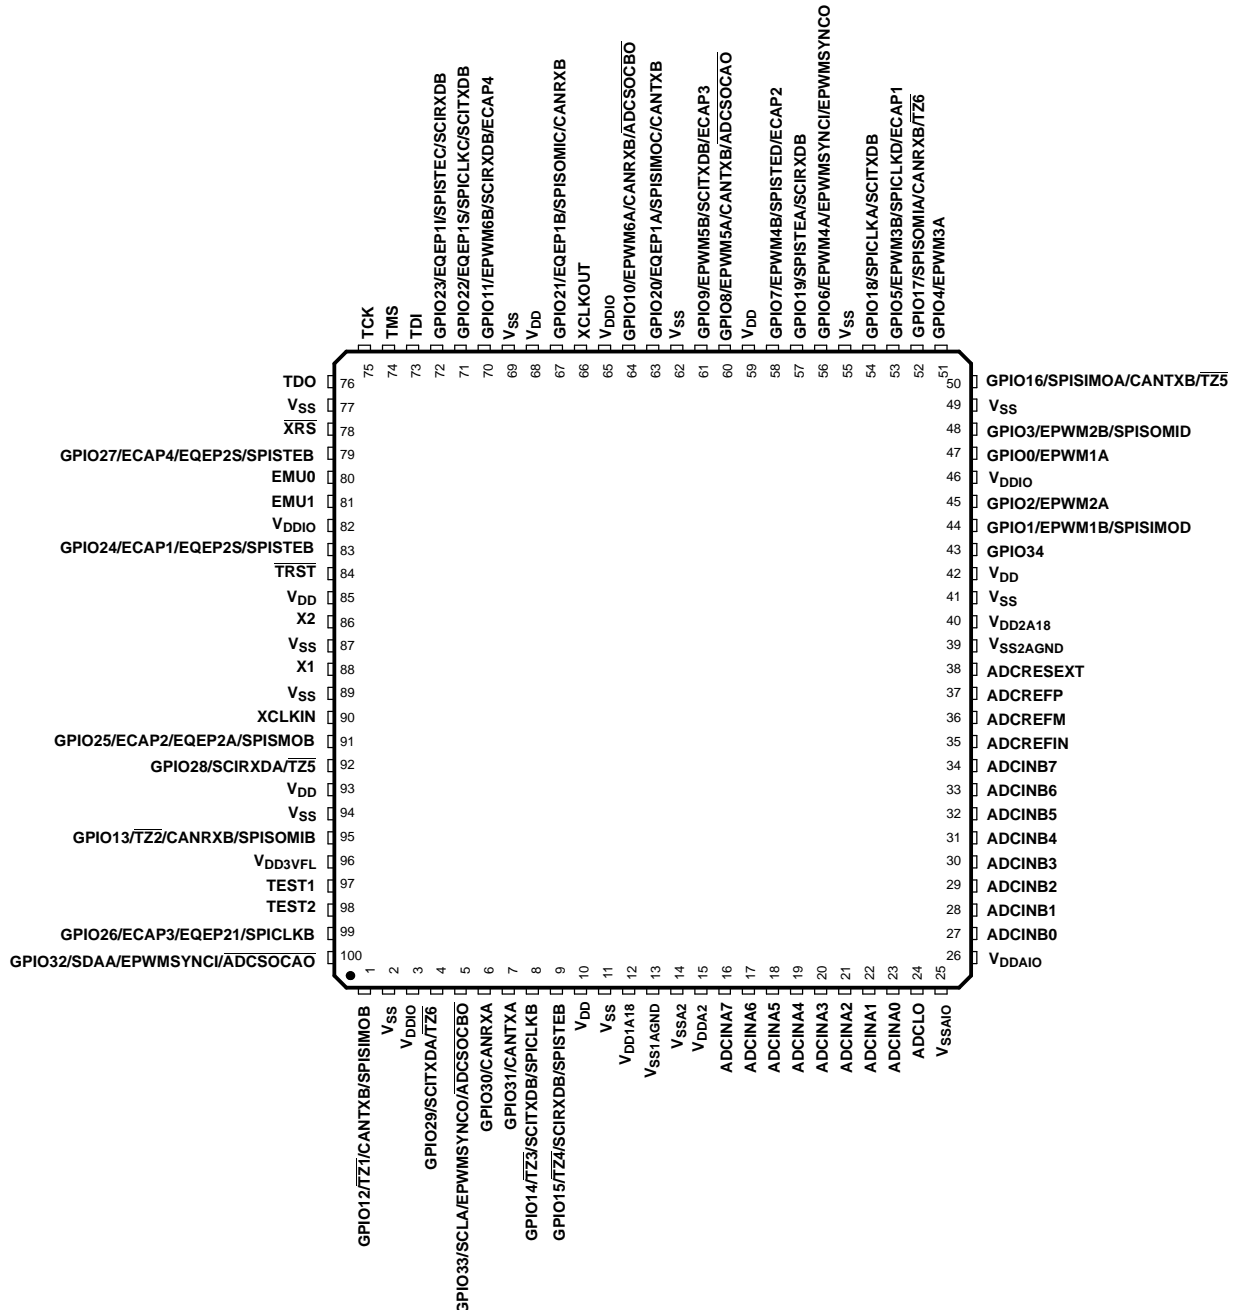 TCK
TMS
TDI
GPIO23/EQEP1I/SPISTEC/SCIRXDB
GPIO22/EQEP1S/SPICLKC/SCITXDB
GPIO11/EPWM6B/SCIRXDB/ECAP4
VSS
VDD
GPIO21/EQEP1B/SPISOMIC/CANRXB
XCLKOUT
VDDIO
GPIO10/EPWM6A/CANRXB/ADCSOCBO
GPIO20/EQEP1A/SPISIMOC/CANTXB
VSS
GPIO9/EPWM5B/SCITXDB/ECAP3
GPIO8/EPWM5A/CANTXB/ADCSOCAO
VDD
GPIO7/EPWM4B/SPISTED/ECAP2
GPIO19/SPISTEA/SCIRXDB
GPIO6/EPWM4A/EPWMSYNCI/EPWMSYNCO
VSS
GPIO18/SPICLKA/SCITXDB
GPIO5/EPWM3B/SPICLKD/ECAP1
GPIO17/SPISOMIA/CANRXB/TZ6
GPIO4/EPWM3A
75
74
73
72
71
70
69
68
67
66
65
64
63
62
61
60
59
58
57
56
55
54
53
52
51
TDO 76
VSS 77
XRS 78
GPIO27/ECAP4/EQEP2S/SPISTEB 79
EMU0 80
EMU1 81
VDDIO 82
GPIO24/ECAP1/EQEP2S/SPISTEB 83
TRST 84
VDD 85
X2 86
VSS 87
X1 88
VSS 89
XCLKIN 90
GPIO25/ECAP2/EQEP2A/SPISMOB 91
GPIO28/SCIRXDA/TZ5 92
VDD 93
VSS 94
GPIO13/TZ2/CANRXB/SPISOMIB 95
VDD3VFL 96
TEST1 97
TEST2 98
GPIO26/ECAP3/EQEP21/SPICLKB 99
GPIO32/SDAA/EPWMSYNCI/ADCSOCAO 100
50 GPIO16/SPISIMOA/CANTXB/TZ5
49 VSS
48 GPIO3/EPWM2B/SPISOMID
47 GPIO0/EPWM1A
46 VDDIO
45 GPIO2/EPWM2A
44 GPIO1/EPWM1B/SPISIMOD
43 GPIO34
42 VDD
41 VSS
40 VDD2A18
39 VSS2AGND
38 ADCRESEXT
37 ADCREFP
36 ADCREFM
35 ADCREFIN
34 ADCINB7
33 ADCINB6
32 ADCINB5
31 ADCINB4
30 ADCINB3
29 ADCINB2
28 ADCINB1
27 ADCINB0
26 VDDAIO
1
2
3
4
5
6
7
8
9
10
11
12
13
14
15
16
17
18
19
20
21
22
23
24
25
GPIO12/TZ1/CANTXB/SPISIMOB
VSS
VDDIO
GPIO29/SCITXDA/TZ6
GPIO33/SCLA/EPWMSYNCO/ADCSOCBO
GPIO30/CANRXA
GPIO31/CANTXA
GPIO14/TZ3/SCITXDB/SPICLKB
GPIO15/TZ4/SCIRXDB/SPISTEB
VDD
VSS
VDD1A18
VSS1AGND
VSSA2
VDDA2
ADCINA7
ADCINA6
ADCINA5
ADCINA4
ADCINA3
ADCINA2
ADCINA1
ADCINA0
ADCLO
VSSAIO